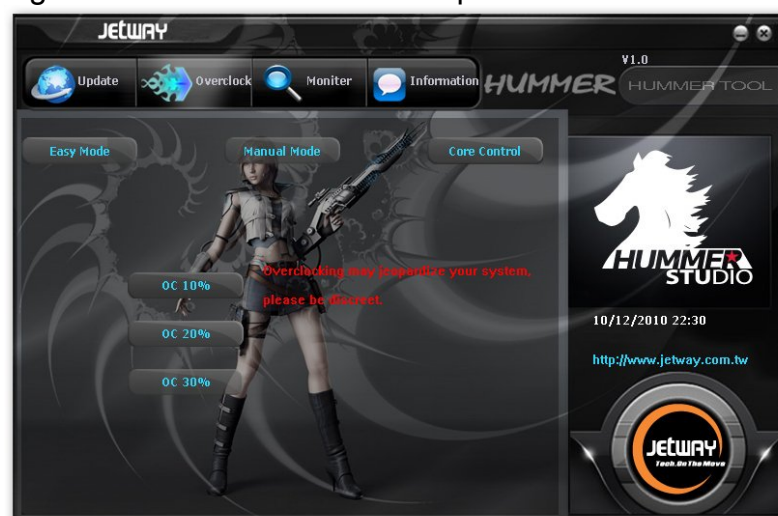 JETWAY
V1.0
Update
Overclock
Moniter
Information
HUMMER
HUMMER TOOL
Easy Mode
Manual Mode
Core Control
Overclocking may jeopardize your system,
please be discreet.
OC 10%
OC 20%
OC 30%
HUMMER
STUDIO
10/12/2010 22:30
http://www.jetway.com.tw
JETWAY
Tech.On The Move